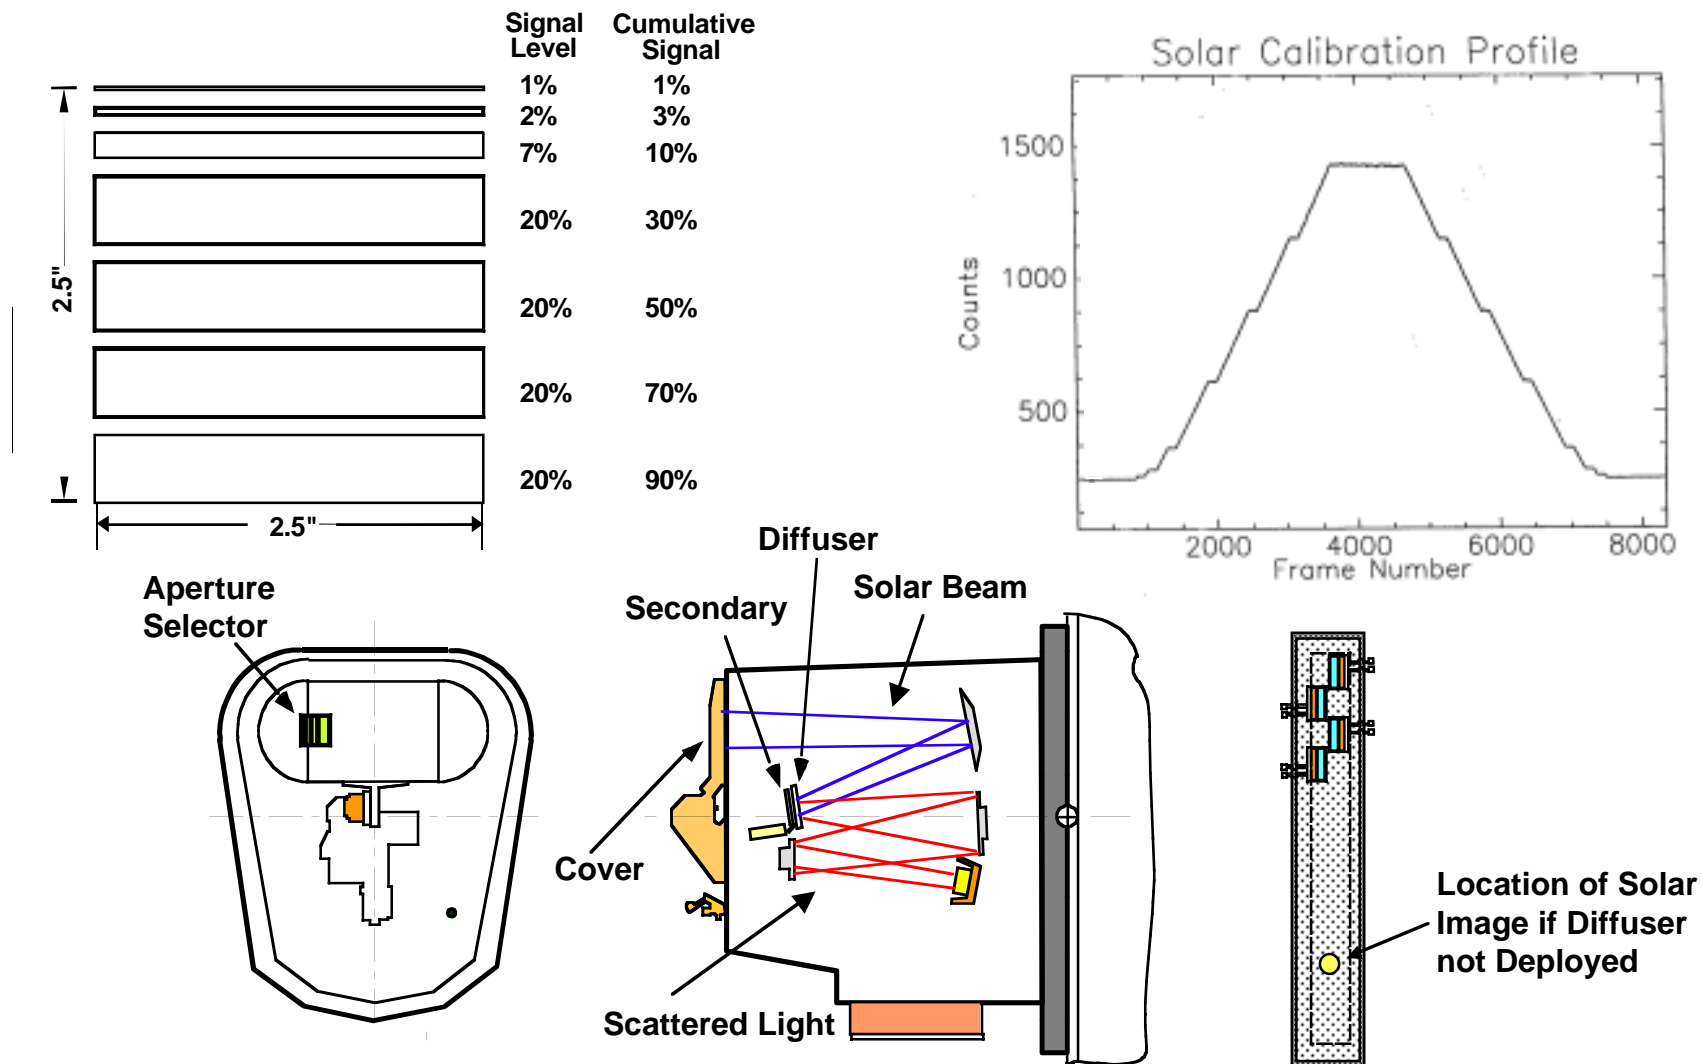 Signal Level
Cumulative Signal
1% 1%
2% 3%
7% 10%
20% 30%
20% 50%
20% 70%
20% 90%
2.5"
2.5"
Solar Calibration Profile
1500
1000
500
Counts
2000 4000 6000 8000
Frame Number
Aperture
Selector
Diffuser
Secondary
Solar Beam
Cover
Scattered Light
Location of Solar
Image if Diffuser
not Deployed